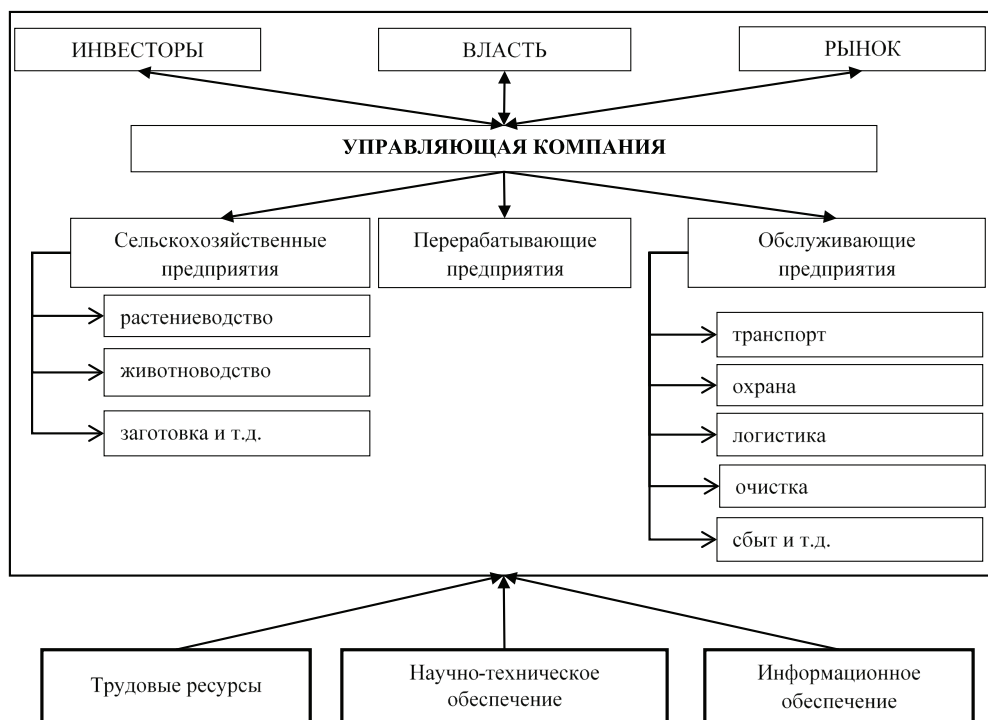 ИНВЕСТОРЫ
ВЛАСТЬ
РЫНОК
УПРАВЛЯЮЩАЯ КОМПАНИЯ
Сельскохозяйственные
предприятия
Перерабатывающие
предприятия
Обслуживающие
предприятия
растениеводство
животноводство
заготовка и т.д.
транспорт
охрана
логистика
очистка
сбыт и т.д.
Трудовые ресурсы
Научно-техническое
обеспечение
Информационное
обеспечение